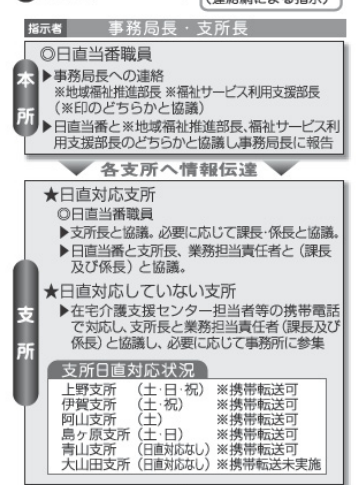 (連絡網による指示)
指示者 事務局長・支所長
本所
◎日直当番職員
▶事務局長への連絡
※地域福祉推進部長 ※福祉サービス利用支援部長
(※印のどちらかと協議)
▶日直当番と※地域福祉推進部長、福祉サービス利
用支援部長のどちらかと協議し事務局長に報告
各支所へ情報伝達
支所
★日直対応支所
◎日直当番職員
▶支所長と協議。必要に応じて課長・係長と協議。
▶日直当番と支所長、業務担当責任者と(課長
及び係長)と協議。
★日直対応していない支所
▶在宅介護支援センター担当者等の携帯電話
で対応し、支所長と業務担当責任者(課長及び
係長)と協議し、必要に応じて事務所に参集
支所日直対応状況
上野支所 (土・日・祝) ※携帯転送可
伊賀支所 (土・祝) ※携帯転送可
阿山支所 (土) ※携帯転送可
島ヶ原支所 (土・日) ※携帯転送可
青山支所 (日直対応なし) ※携帯転送可
大山田支所 (日直対応なし) ※携帯転送未実施